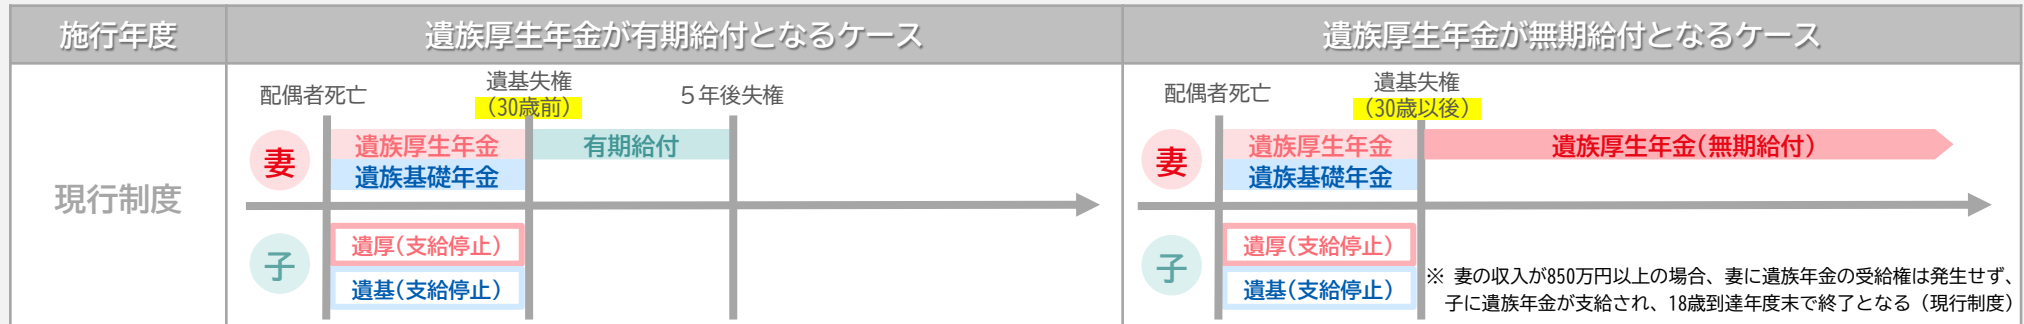 施行年度
遺族厚生年金が有期給付となるケース
遺族厚生年金が無期給付となるケース
現行制度
配偶者死亡
遺基失権
（30歳前）
５年後失権
妻
遺族厚生年金
有期給付
遺族基礎年金
子
遺厚(支給停止)
遺基(支給停止)
配偶者死亡
遺基失権
（30歳以後）
妻
遺族厚生年金
遺族厚生年金(無期給付)
遺族基礎年金
子
遺厚(支給停止)
遺基(支給停止)
※ 妻の収入が850万円以上の場合、妻に遺族年金の受給権は発生せず、
子に遺族年金が支給され、18歳到達年度末で終了となる（現行制度）